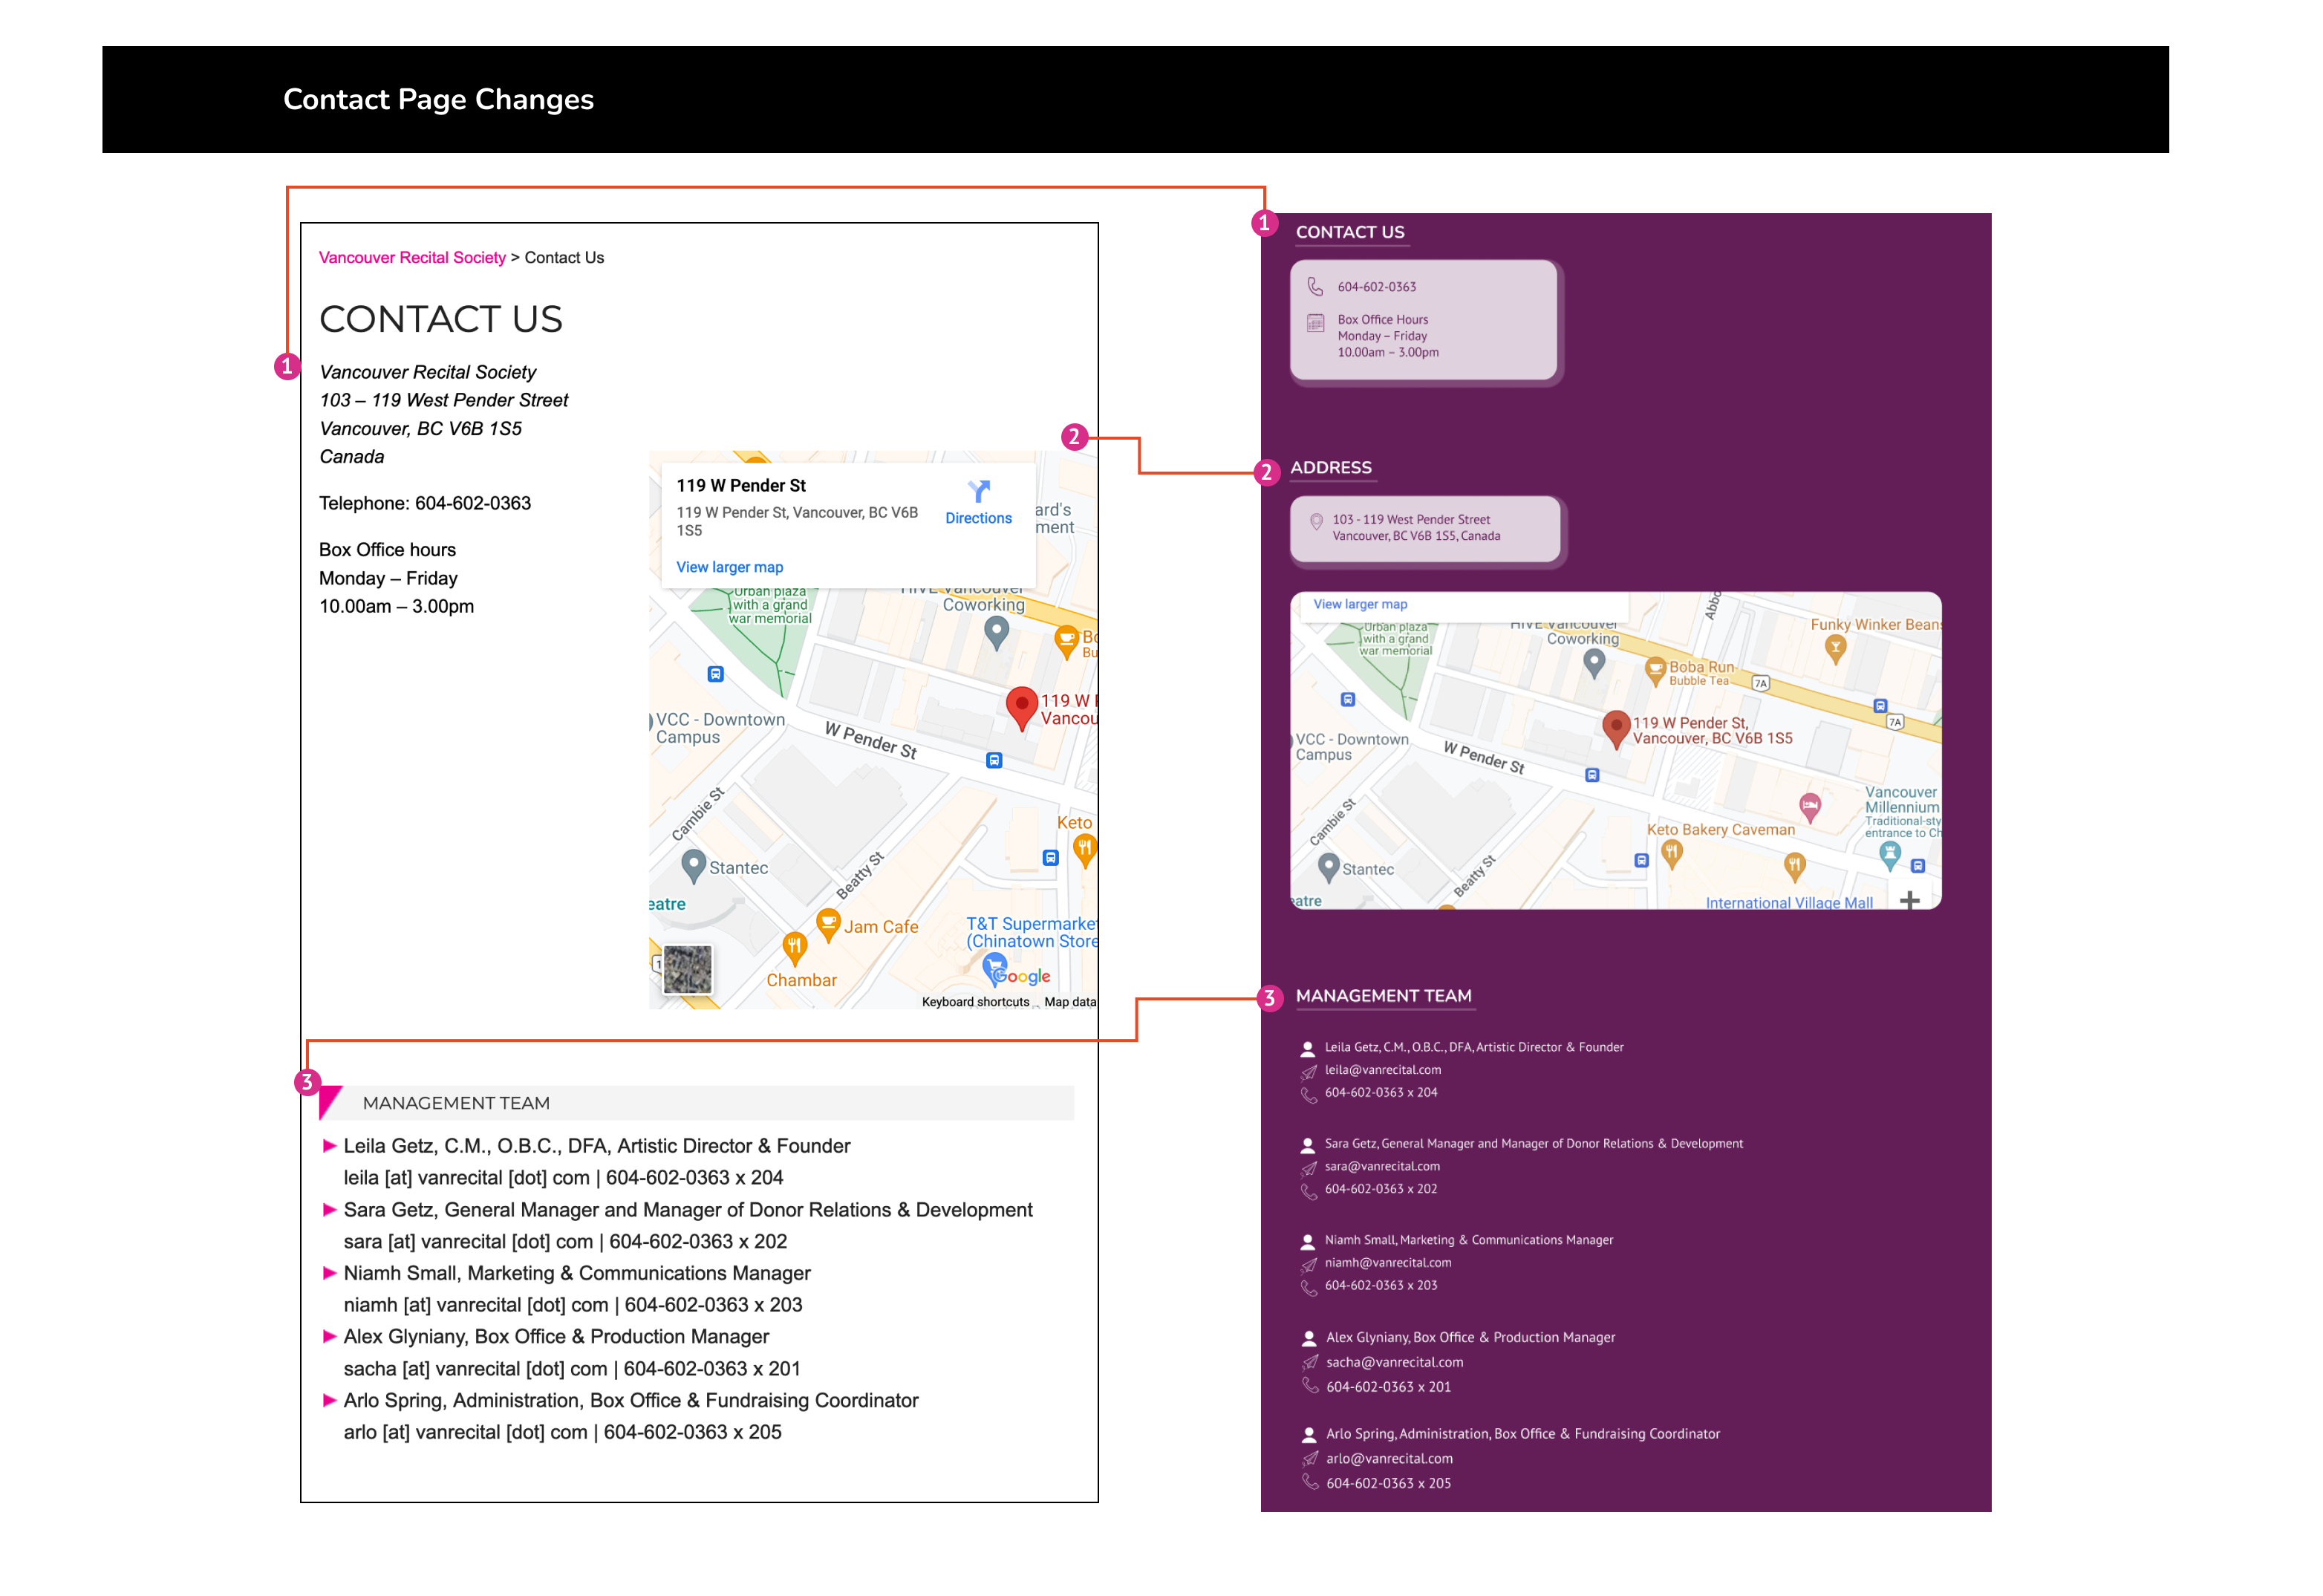 Contact Page Changes
1
Vancouver Recital Society > Contact Us
CONTACT US
1
Vancouver Recital Society
103 – 119 West Pender Street
Vancouver, BC V6B 1S5
Canada
Telephone: 604-602-0363
Box Office hours
Monday – Friday
10.00am – 3.00pm
2
119 W Pender St
119 W Pender St, Vancouver, BC V6B
1S5
Directions
View larger map
ard's
ment
Urban plaza
with a grand
war memorial
HIVE Vancouver
Coworking
Bo
Bu
119 W
Vancou
VCC - Downtown
Campus
W Pender St
Cambie St
Keto
Stantec
Beatty St
eatre
Jam Cafe
T&T Supermarke
(Chinatown Store
1
Chambar
Google
Keyboard shortcuts
Map data
3
MANAGEMENT TEAM
Leila Getz, C.M., O.B.C., DFA, Artistic Director & Founder
leila [at] vanrecital [dot] com | 604-602-0363 x 204
Sara Getz, General Manager and Manager of Donor Relations & Development
sara [at] vanrecital [dot] com | 604-602-0363 x 202
Niamh Small, Marketing & Communications Manager
niamh [at] vanrecital [dot] com | 604-602-0363 x 203
Alex Glyniany, Box Office & Production Manager
sacha [at] vanrecital [dot] com | 604-602-0363 x 201
Arlo Spring, Administration, Box Office & Fundraising Coordinator
arlo [at] vanrecital [dot] com | 604-602-0363 x 205
CONTACT US
604-602-0363
Box Office Hours
Monday – Friday
10.00am – 3.00pm
2
ADDRESS
103 - 119 West Pender Street
Vancouver, BC V6B 1S5, Canada
View larger map
Abbo
Urban plaza
with a grand
war memorial
HIVE Vancouver
Coworking
Funky Winker Bean
Boba Run
Bubble Tea
7A
7A
119 W Pender St,
Vancouver, BC V6B 1S5
VCC - Downtown
Campus
W Pender St
Cambie St
Vancouver
Millennium
Traditional-sty
entrance to Ch
Keto Bakery Caveman
Stantec
Beatty St
eatre
International Village Mall
3
MANAGEMENT TEAM
Leila Getz, C.M., O.B.C., DFA, Artistic Director & Founder
leila@vanrecital.com
604-602-0363 x 204
Sara Getz, General Manager and Manager of Donor Relations & Development
sara@vanrecital.com
604-602-0363 x 202
Niamh Small, Marketing & Communications Manager
niamh@vanrecital.com
604-602-0363 x 203
Alex Glyniany, Box Office & Production Manager
sacha@vanrecital.com
604-602-0363 x 201
Arlo Spring, Administration, Box Office & Fundraising Coordinator
arlo@vanrecital.com
604-602-0363 x 205